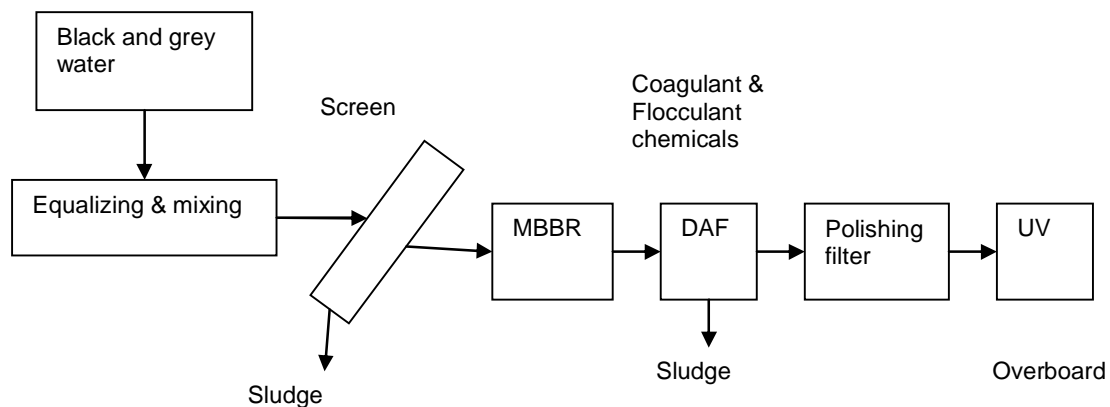 Black and grey
water
Equalizing & mixing
Screen
Sludge
MBBR
Coagulant &
Flocculant
chemicals
DAF
Sludge
Polishing
filter
UV
Overboard